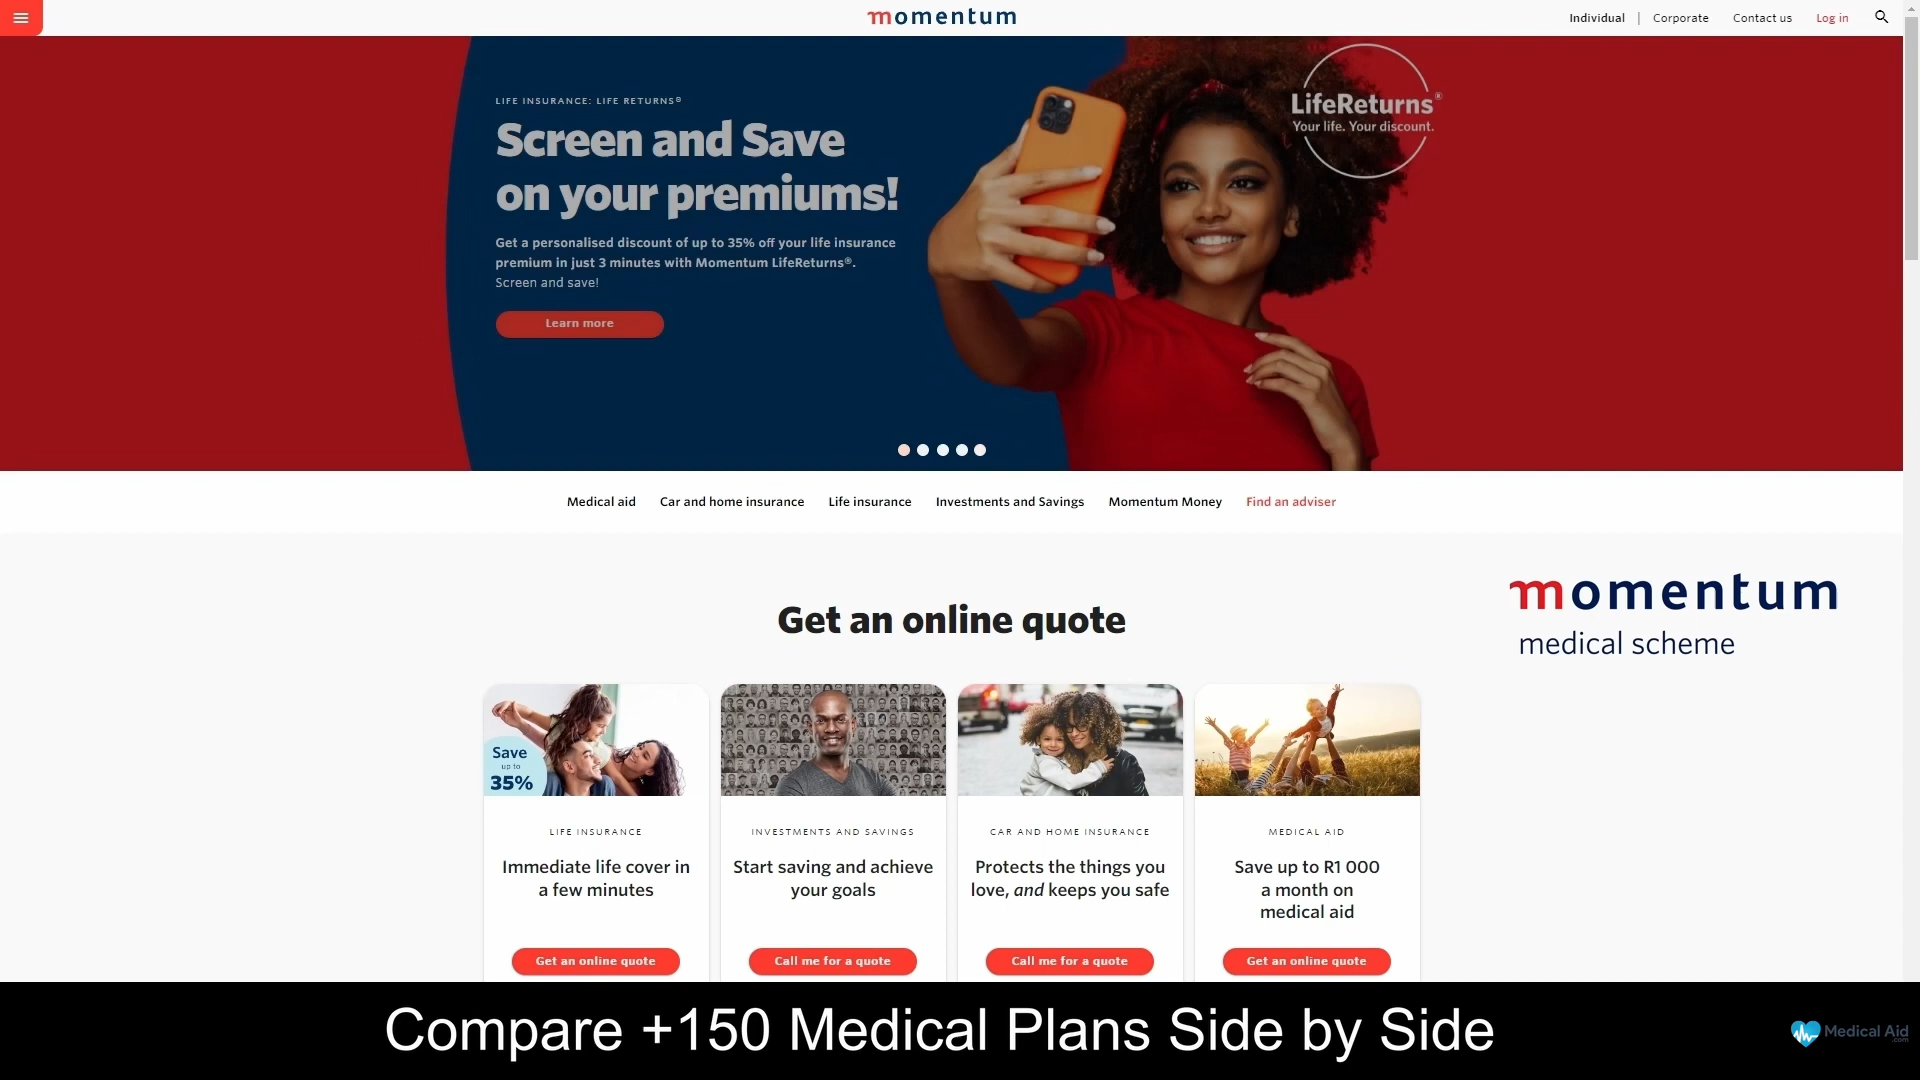 momentum
Individual | Corporate Contact us Log in
LifeReturns®
Your life. Your discount.
LIFE INSURANCE: LIFE RETURNS®
Screen and Save
on your premiums!
Get a personalised discount of up to 35% off your life insurance
premium in just 3 minutes with Momentum LifeReturns®.
Screen and save!
Learn more
Medical aid Car and home insurance Life insurance Investments and Savings Momentum Money Find an adviser
momentum
medical scheme
Get an online quote
Save
up to
35%
LIFE INSURANCE
Immediate life cover in
a few minutes
Get an online quote
INVESTMENTS AND SAVINGS
Start saving and achieve
your goals
Call me for a quote
CAR AND HOME INSURANCE
Protects the things you
love, and keeps you safe
Call me for a quote
MEDICAL AID
Save up to R1 000
a month on
medical aid
Get an online quote
Compare +150 Medical Plans Side by Side
Medical Aid
.com